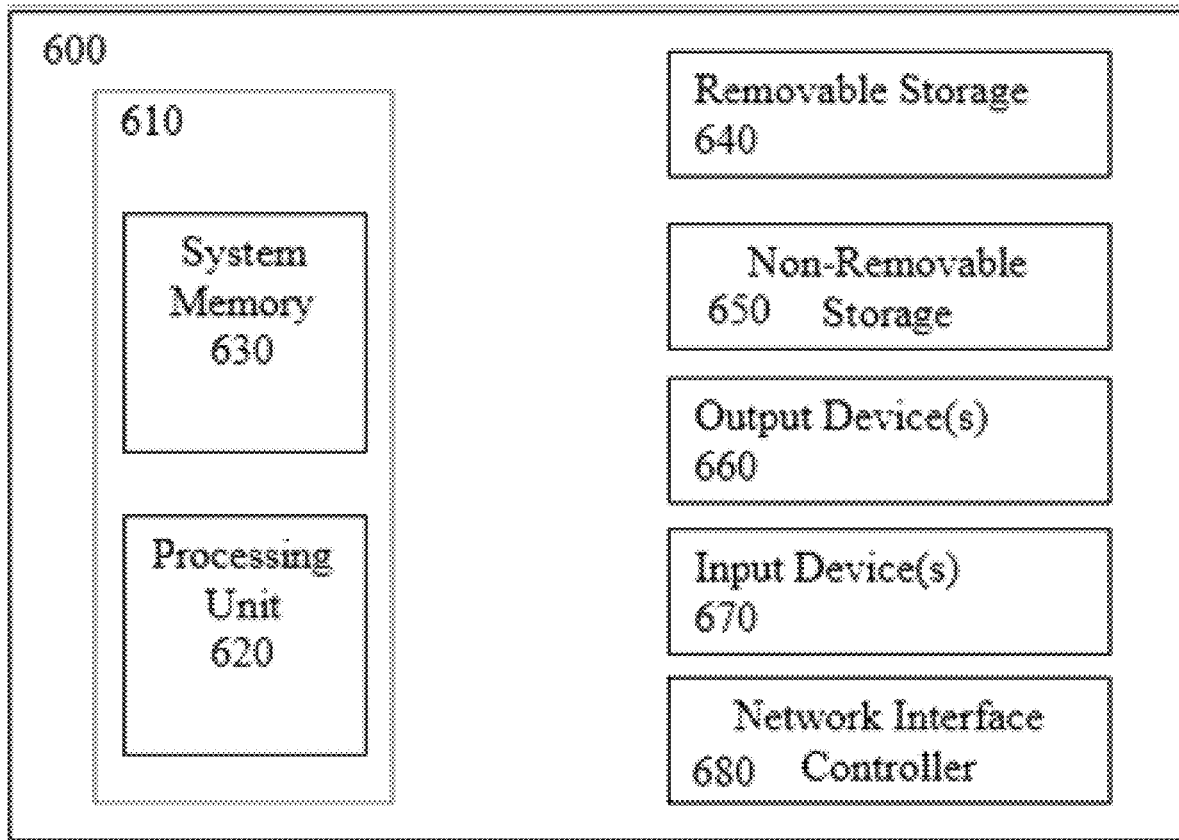 600
610
System
Memory
630
Processing
Unit
620
Removable Storage
640
Non-Removable
650 Storage
Output Device(s)
660
Input Device(s)
670
Network Interface
680 Controller